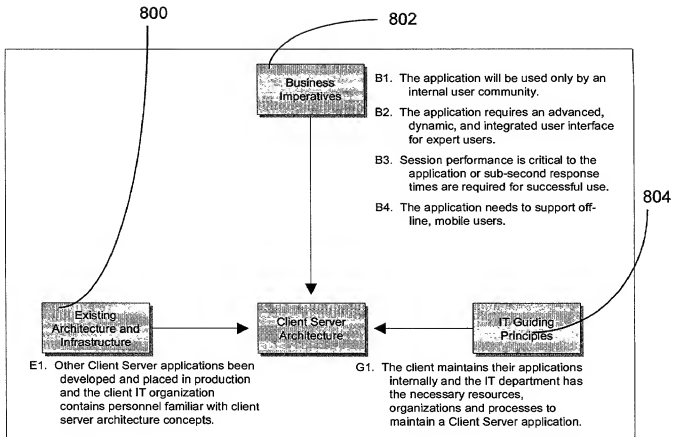 800
802
Business
Imperatives
B1. The application will be used only by an
internal user community.
B2. The application requires an advanced,
dynamic, and integrated user interface
for expert users.
B3. Session performance is critical to the
application or sub-second response
times are required for successful use.
B4. The application needs to support off-
line, mobile users.
804
Existing
Architecture and
Infrastructure
Client Server
Architecture
IT Guiding
Principles
E1. Other Client Server applications been
developed and placed in production
and the client IT organization
contains personnel familiar with client
server architecture concepts.
G1. The client maintains their applications
internally and the IT department has
the necessary resources,
organizations and processes to
maintain a Client Server application.